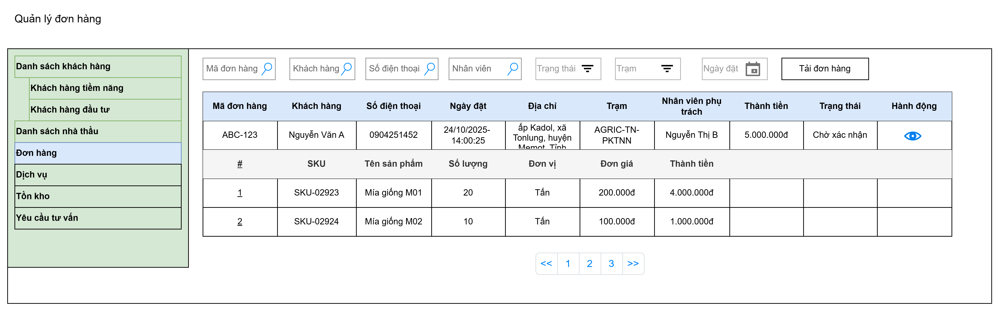 Quản lý đơn hàng
Danh sách khách hàng
Khách hàng tiềm năng
Khách hàng đầu tư
Danh sách nhà thầu
Đơn hàng
Dịch vụ
Tồn kho
Yêu cầu tư vấn
Mã đơn hàng
Khách hàng
Số điện thoại
Nhân viên
Trạng thái
Trạm
Ngày đặt
Tải đơn hàng
Mã đơn hàng Khách hàng Số điện thoại Ngày đặt Địa chỉ Trạm Nhân viên phụ trách Thành tiền Trạng thái Hành động
ABC-123 Nguyễn Văn A 0904251452 24/10/2025-14:00:25 ấp Kadol, xã Tonlung, huyện Memot, Tỉnh AGRIC-TN-PKTNN Nguyễn Thị B 5.000.000đ Chờ xác nhận
# SKU Tên sản phẩm Số lượng Đơn vị Đơn giá Thành tiền
1 SKU-02923 Mía giống M01 20 Tấn 200.000đ 4.000.000đ
2 SKU-02924 Mía giống M02 10 Tấn 100.000đ 1.000.000đ
<< 1 2 3 >>